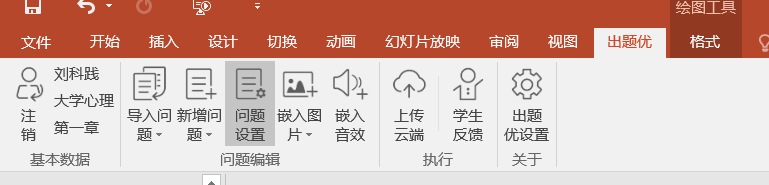 绘图工具
文件 开始 插入 设计 切换 动画 幻灯片放映 审阅 视图 出题优 格式
注销
刘科践
大学心理
第一章
导入问题
新增问题
问题设置
嵌入图片
嵌入音效
上传云端
学生反馈
出题优设置
基本数据 问题编辑 执行 关于